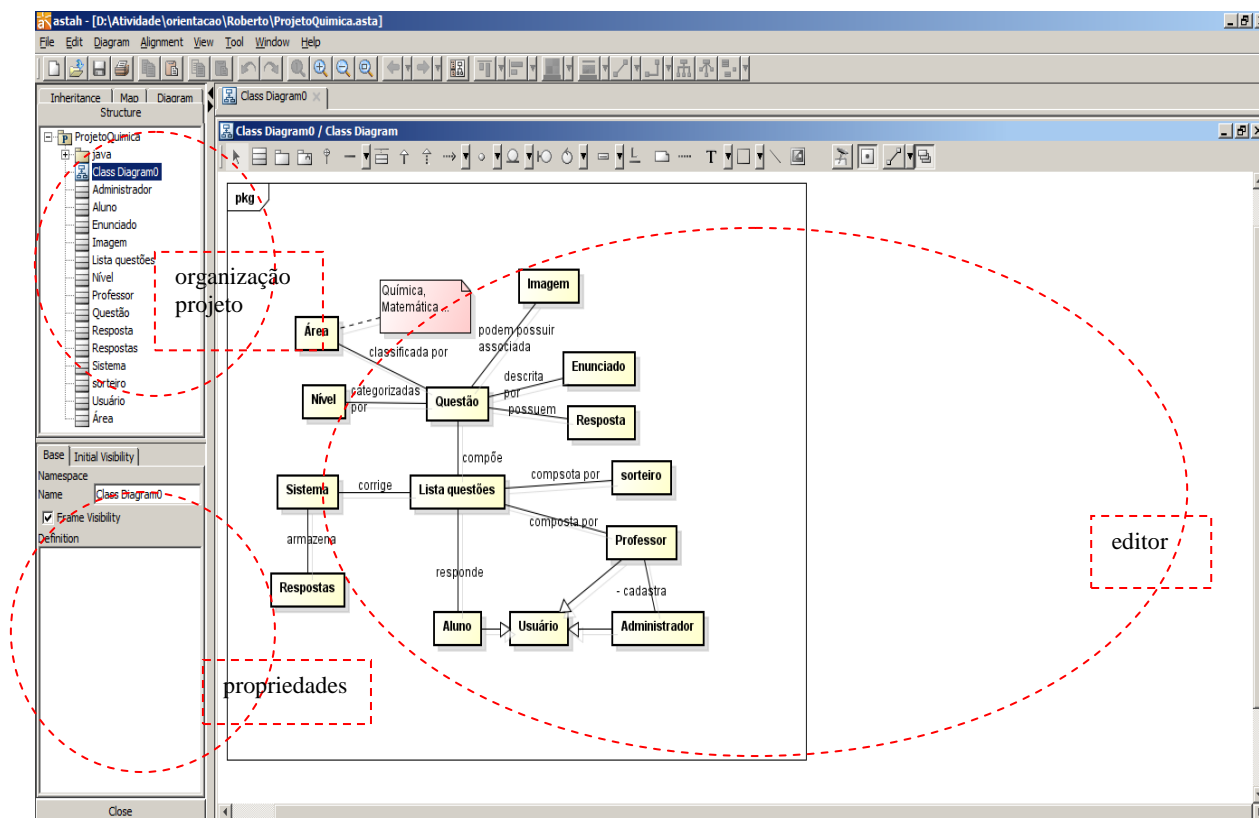 astah - [D:\Atividade\orientacao\Roberto\ProjetoQuimica.asta]
File Edit Diagram Alignment View Tool Window Help
Inheritance Map Diagram
Structure
Class Diagram0
ProjetoQuimica
java
Class Diagram0
Administrador
Aluno
Enunciado
Imagem
Lista questões
Nível
Professor
Questão
Resposta
Respostas
Sistema
sorteiro
Usuário
Área
organização
projeto
Base Initial Visibility
Namespace
Name Class Diagram0
Frame Visibility
Definition
propriedades
Close
Class Diagram0 / Class Diagram
T
pkg
Química,
Matemática...
Imagem
Área
podem possuir
associada
classificada por
Enunciado
descrita
por
Nível
categorizadas
por
Questão
possuem
Resposta
compõe
Sistema
corrige
Lista questões
compsota por
sorteiro
composta por
Professor
armazena
responde
Respostas
- cadastra
Aluno
Usuário
Administrador
editor